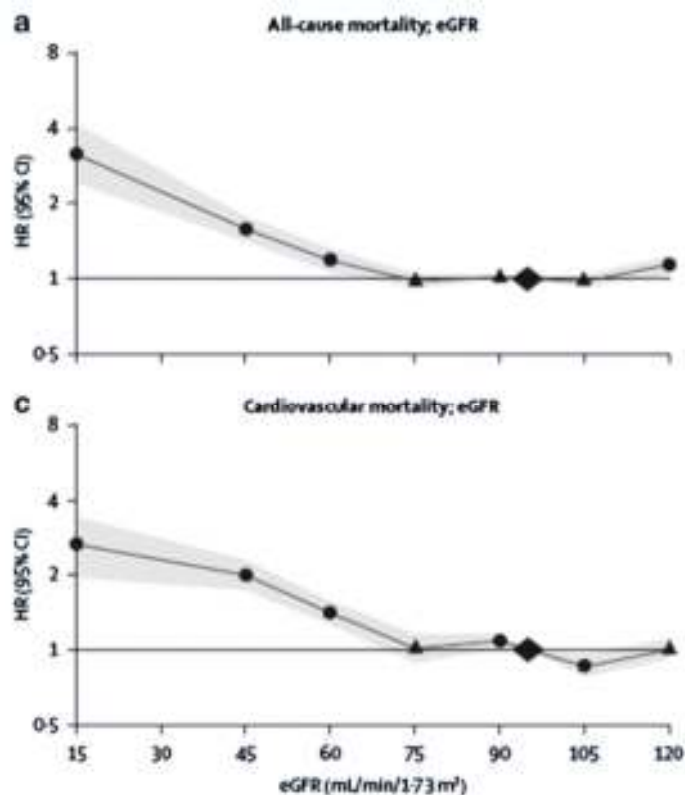 a
All-cause mortality; eGFR
8
4
2
1
0·5
HR (95% CI)
c
Cardiovascular mortality; eGFR
8
4
2
1
0·5
HR (95% CI)
15 30 45 60 75 90 105 120
eGFR (mL/min/1·73 m²)